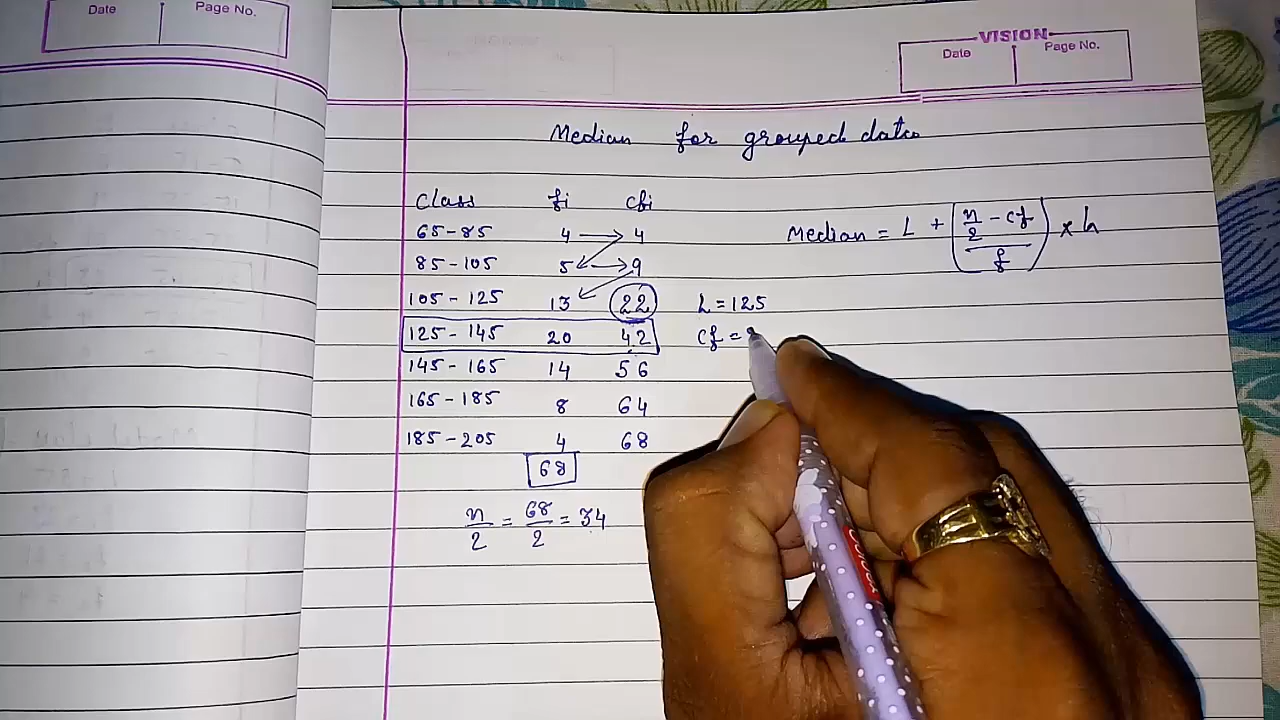 Date Page No.
VISION
Date Page No.
Median for grouped data
Class fi cfi
65-85 4 → 4
85-105 5 → 9
105-125 13 22
125-145 20 42
145-165 14 56
165-185 8 64
185-205 4 68
68
n/2 = 68/2 = 34
Median = L + (n/2 - cf / f) × h
L = 125
cf =